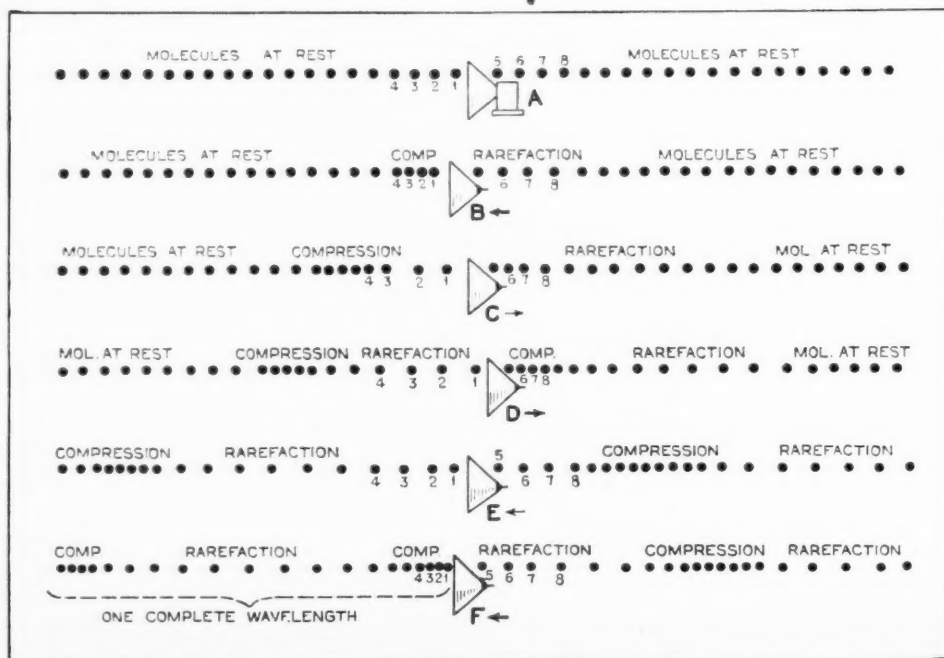 MOLECULES AT REST MOLECULES AT REST
5 6 7 8
4 3 2 1
A
MOLECULES AT REST COMP RAREFACTION MOLECULES AT REST
4 3 2 1 6 7 8
B
MOLECULES AT REST COMPRESSION RAREFACTION MOL. AT REST
4 3 2 1 6 7 8
C
MOL. AT REST COMPRESSION RAREFACTION COMP. RAREFACTION MOL. AT REST
4 3 2 1 6 7 8
D
COMPRESSION RAREFACTION 5 COMPRESSION RAREFACTION
4 3 2 1 6 7 8
E
COMP. RAREFACTION COMP. RAREFACTION COMPRESSION RAREFACTION
4 3 2 1 5 6 7 8
ONE COMPLETE WAVELENGTH F